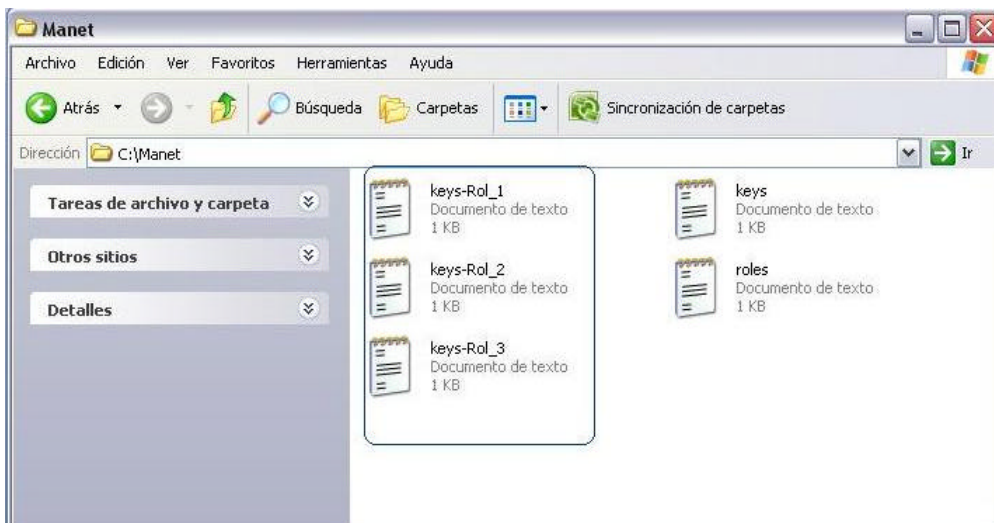 Manet
Archivo Edición Ver Favoritos Herramientas Ayuda
Atrás Búsqueda Carpetas Sincronización de carpetas
Dirección C:\Manet Ir
Tareas de archivo y carpeta
Otros sitios
Detalles
keys-Rol_1
Documento de texto
1 KB
keys-Rol_2
Documento de texto
1 KB
keys-Rol_3
Documento de texto
1 KB
keys
Documento de texto
1 KB
roles
Documento de texto
1 KB